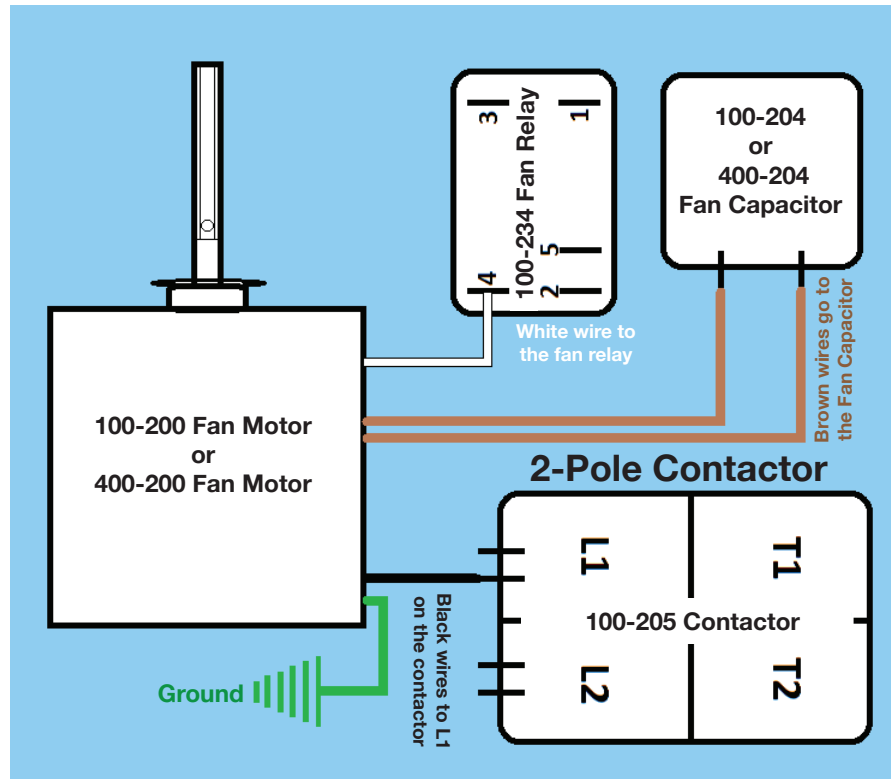 3
1
5
4
2
100-234 Fan Relay
100-204
or
400-204
Fan Capacitor
White wire to
the fan relay
Brown wires go to
the Fan Capacitor
100-200 Fan Motor
or
400-200 Fan Motor
2-Pole Contactor
L1
T1
100-205 Contactor
L2
T2
Black wires to L1
on the contactor
Ground